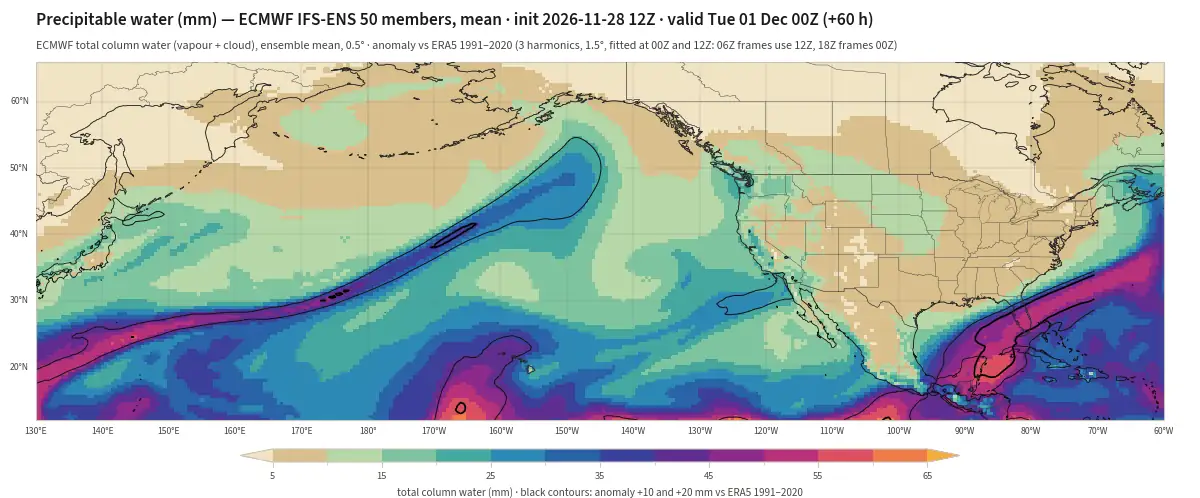 Precipitable water (mm) — ECMWF IFS-ENS 50 members, mean · init 2026-11-28 12Z · valid Tue 01 Dec 00Z (+60 h)
ECMWF total column water (vapour + cloud), ensemble mean, 0.5° · anomaly vs ERA5 1991–2020 (3 harmonics, 1.5°, fitted at 00Z and 12Z: 06Z frames use 12Z, 18Z frames 00Z)
60°N
50°N
40°N
30°N
20°N
130°E 140°E 150°E 160°E 170°E 180° 170°W 160°W 150°W 140°W 130°W 120°W 110°W 100°W 90°W 80°W 70°W 60°W
5 15 25 35 45 55 65
total column water (mm) · black contours: anomaly +10 and +20 mm vs ERA5 1991–2020